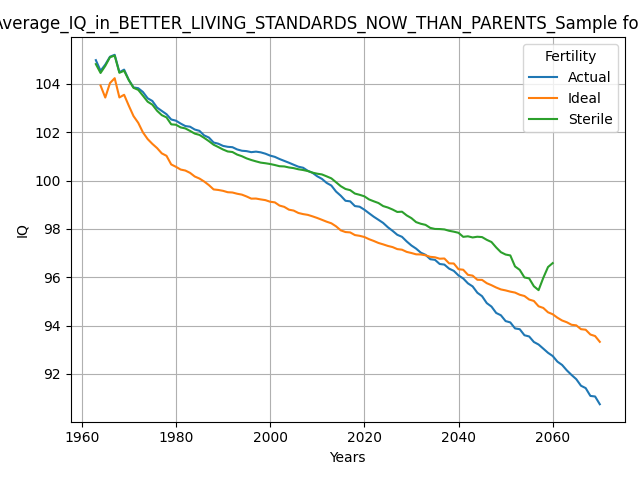 Average_IQ_in_BETTER_LIVING_STANDARDS_NOW_THAN_PARENTS_Sample fo
Fertility
Actual
Ideal
Sterile
IQ
104
102
100
98
96
94
92
1960 1980 2000 2020 2040 2060
Years